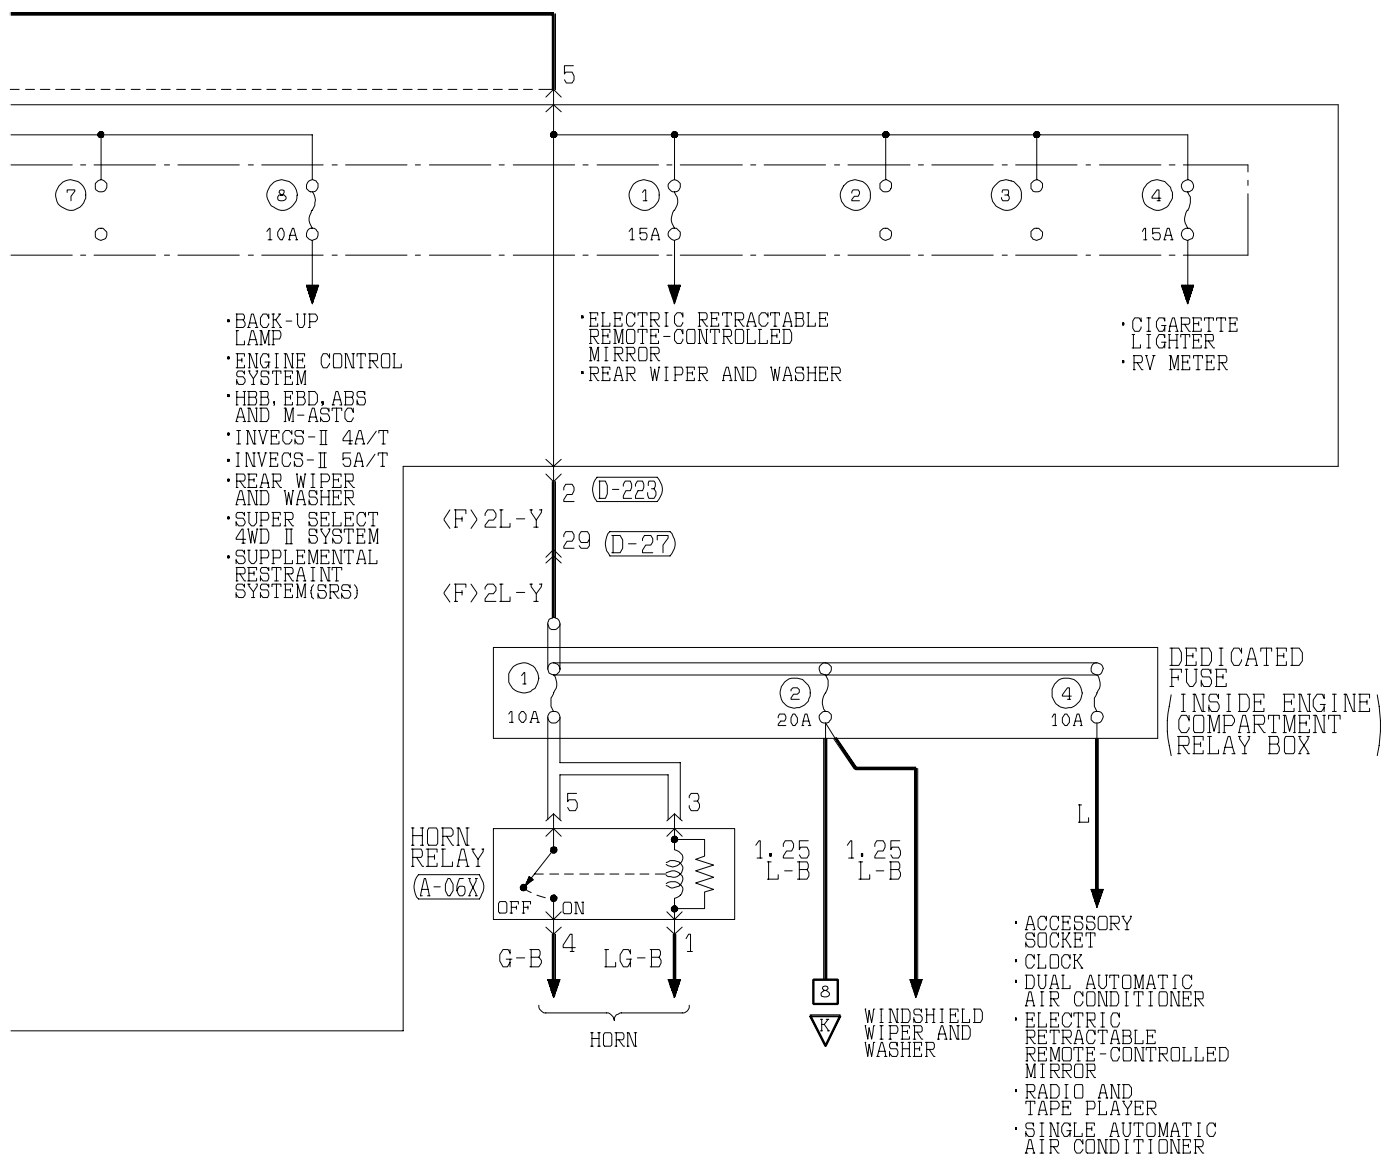 5
7
8
1
2
3
4
10A
15A
15A
·BACK-UP
LAMP
·ENGINE CONTROL
SYSTEM
·HBB,EBD,ABS
AND M-ASTC
·INVECS-Ⅱ 4A/T
·INVECS-Ⅱ 5A/T
·REAR WIPER
AND WASHER
·SUPER SELECT
4WD Ⅱ SYSTEM
·SUPPLEMENTAL
RESTRAINT
SYSTEM(SRS)
·ELECTRIC RETRACTABLE
REMOTE-CONTROLLED
MIRROR
·REAR WIPER AND WASHER
·CIGARETTE
LIGHTER
·RV METER
2 (D-223)
<F>2L-Y
29 (D-27)
<F>2L-Y
1
10A
2
20A
4
10A
DEDICATED
FUSE
(INSIDE ENGINE
COMPARTMENT
RELAY BOX)
5
3
HORN
RELAY
(A-06X)
OFF
ON
4
1
G-B
LG-B
HORN
1.25
L-B
1.25
L-B
L
8
K
WINDSHIELD
WIPER AND
WASHER
·ACCESSORY
SOCKET
·CLOCK
·DUAL AUTOMATIC
AIR CONDITIONER
·ELECTRIC
RETRACTABLE
REMOTE-CONTROLLED
MIRROR
·RADIO AND
TAPE PLAYER
·SINGLE AUTOMATIC
AIR CONDITIONER